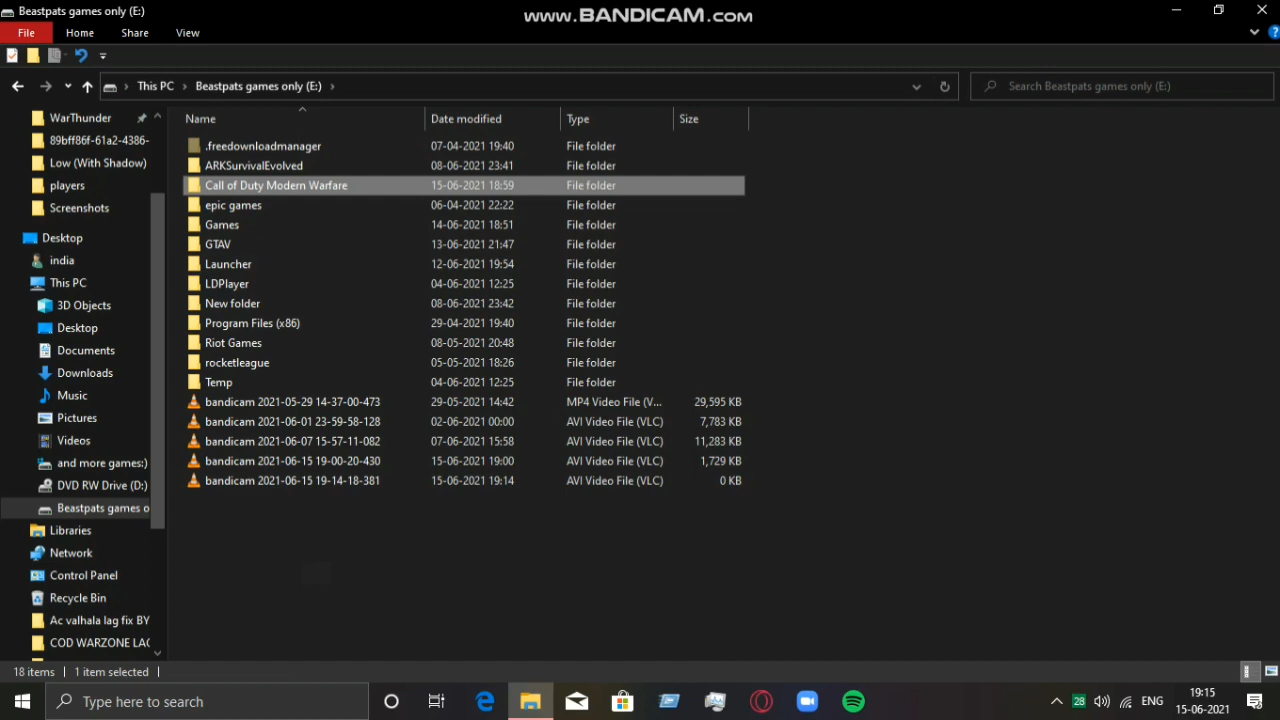 Beastpats games only (E:)
www.BANDICAM.com
File Home Share View
This PC Beastpats games only (E:)
Search Beastpats games only (E:)
WarThunder
89bff86f-61a2-4386-
Low (With Shadow)
players
Screenshots
Desktop
india
This PC
3D Objects
Desktop
Documents
Downloads
Music
Pictures
Videos
and more games:)
DVD RW Drive (D:)
Beastpats games o
Libraries
Network
Control Panel
Recycle Bin
Ac valhala lag fix BY
COD WARZONE LAG
Name Date modified Type Size
.freedownloadmanager 07-04-2021 19:40 File folder
ARKSurvivalEvolved 08-06-2021 23:41 File folder
Call of Duty Modern Warfare 15-06-2021 18:59 File folder
epic games 06-04-2021 22:22 File folder
Games 14-06-2021 18:51 File folder
GTAV 13-06-2021 21:47 File folder
Launcher 12-06-2021 19:54 File folder
LDPlayer 04-06-2021 12:25 File folder
New folder 08-06-2021 23:42 File folder
Program Files (x86) 29-04-2021 19:40 File folder
Riot Games 08-05-2021 20:48 File folder
rocketleague 05-05-2021 18:26 File folder
Temp 04-06-2021 12:25 File folder
bandicam 2021-05-29 14-37-00-473 29-05-2021 14:42 MP4 Video File (V... 29,595 KB
bandicam 2021-06-01 23-59-58-128 02-06-2021 00:00 AVI Video File (VLC) 7,783 KB
bandicam 2021-06-07 15-57-11-082 07-06-2021 15:58 AVI Video File (VLC) 11,283 KB
bandicam 2021-06-15 19-00-20-430 15-06-2021 19:00 AVI Video File (VLC) 1,729 KB
bandicam 2021-06-15 19-14-18-381 15-06-2021 19:14 AVI Video File (VLC) 0 KB
18 items 1 item selected
Type here to search
28 ENG 19:15
15-06-2021